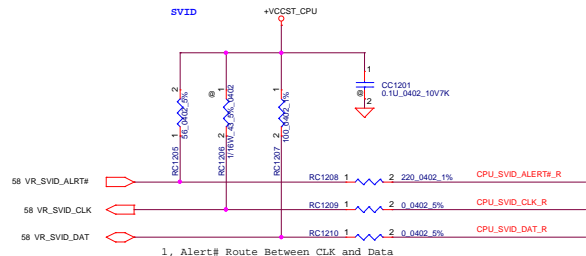 SVID
+VCCST_CPU
2
1
RC1205
56_0402_5%
@
2
1
RC1206
1/16W_43_5%_0402
2
1
RC1207
100_0402_1%
1
CC1201
0.1U_0402_10V7K
@
2
58 VR_SVID_ALRT#
RC1208 1 2 220_0402_1% CPU_SVID_ALERT#_R
58 VR_SVID_CLK
RC1209 1 2 0_0402_5% CPU_SVID_CLK_R
58 VR_SVID_DAT
RC1210 1 2 0_0402_5% CPU_SVID_DAT_R
1, Alert# Route Between CLK and Data